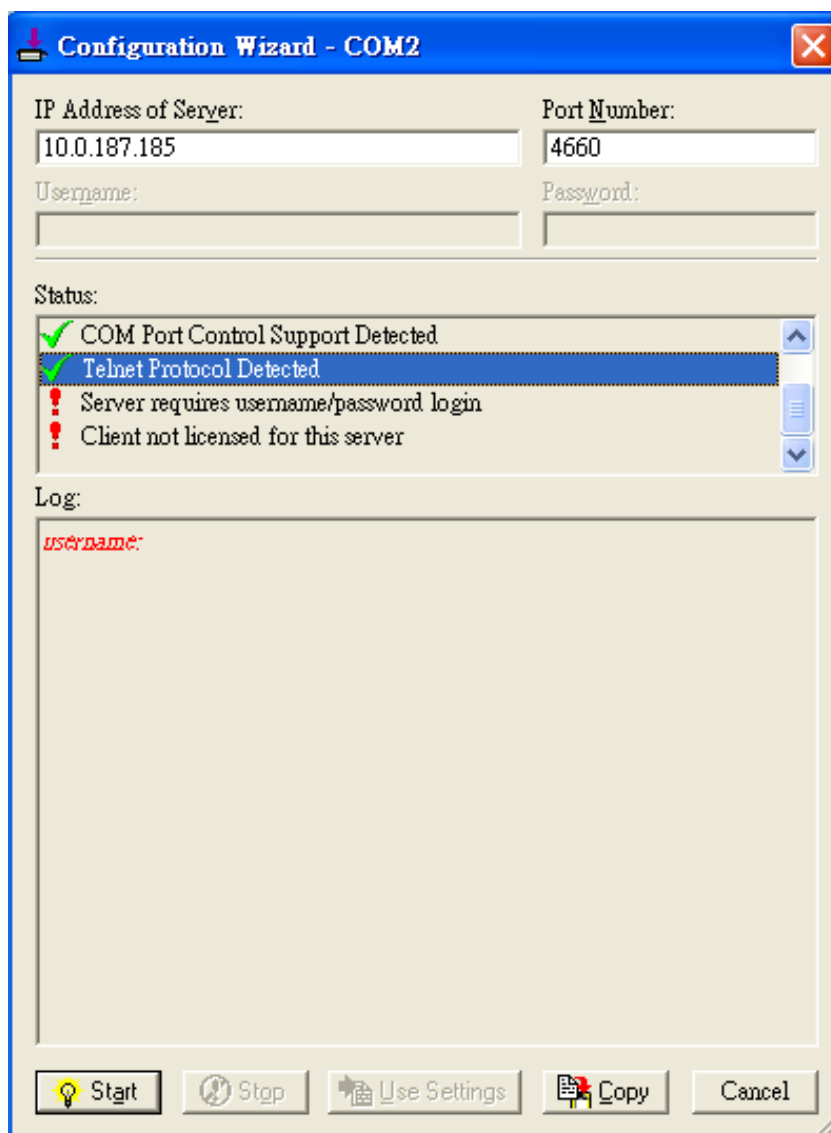 Configuration Wizard - COM2
IP Address of Server: Port Number:
10.0.187.185 4660
Username: Password:
Status:
COM Port Control Support Detected
Telnet Protocol Detected
Server requires username/password login
Client not licensed for this server
Log:
username:
Start Stop Use Settings Copy Cancel